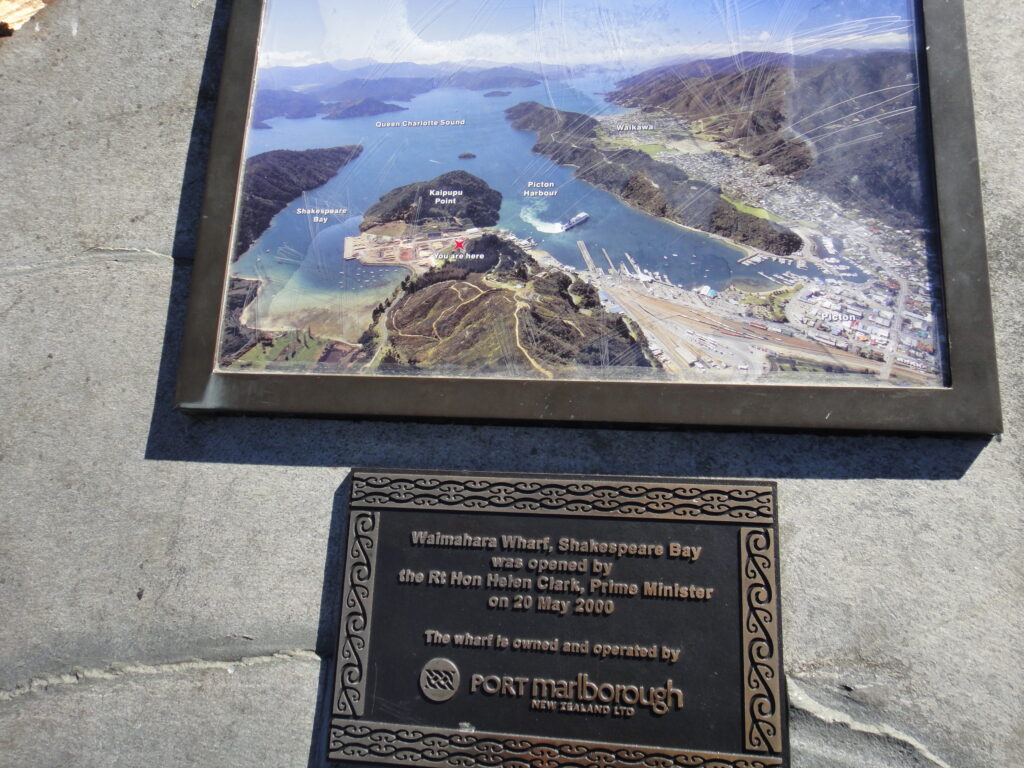 Queen Charlotte Sound
Waikawa
Kaipupu
Point
Picton
Harbour
Shakespeare
Bay
You are here
Picton
Waimahara Wharf, Shakespeare Bay
was opened by
the Rt Hon Helen Clark, Prime Minister
on 20 May 2000
The wharf is owned and operated by
PORT marlborough
NEW ZEALAND LTD